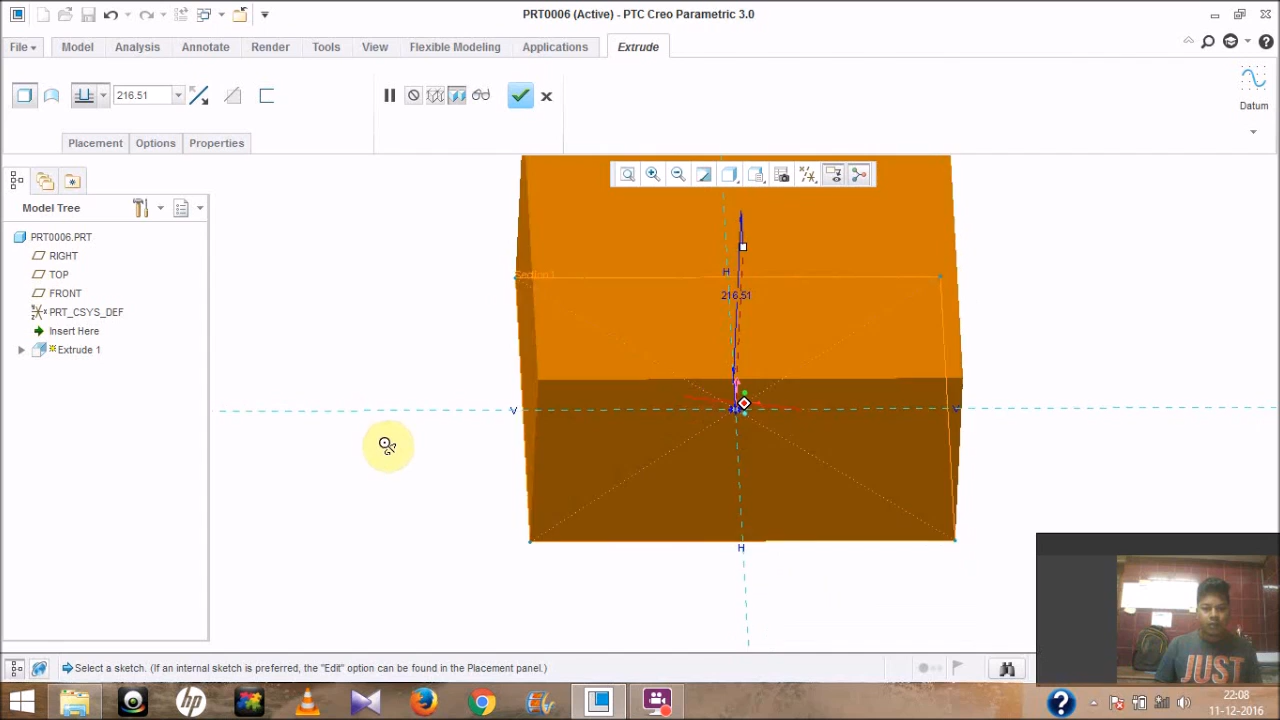 PRT0006 (Active) - PTC Creo Parametric 3.0
File Model Analysis Annotate Render Tools View Flexible Modeling Applications Extrude
216.51
Datum
Placement Options Properties
Model Tree
PRT0006.PRT
RIGHT
TOP
FRONT
PRT_CSYS_DEF
Insert Here
Extrude 1
H
Section1
216.51
V
H
Select a sketch. (If an internal sketch is preferred, the "Edit" option can be found in the Placement panel.)
JUST
hp
22:08
11-12-2016